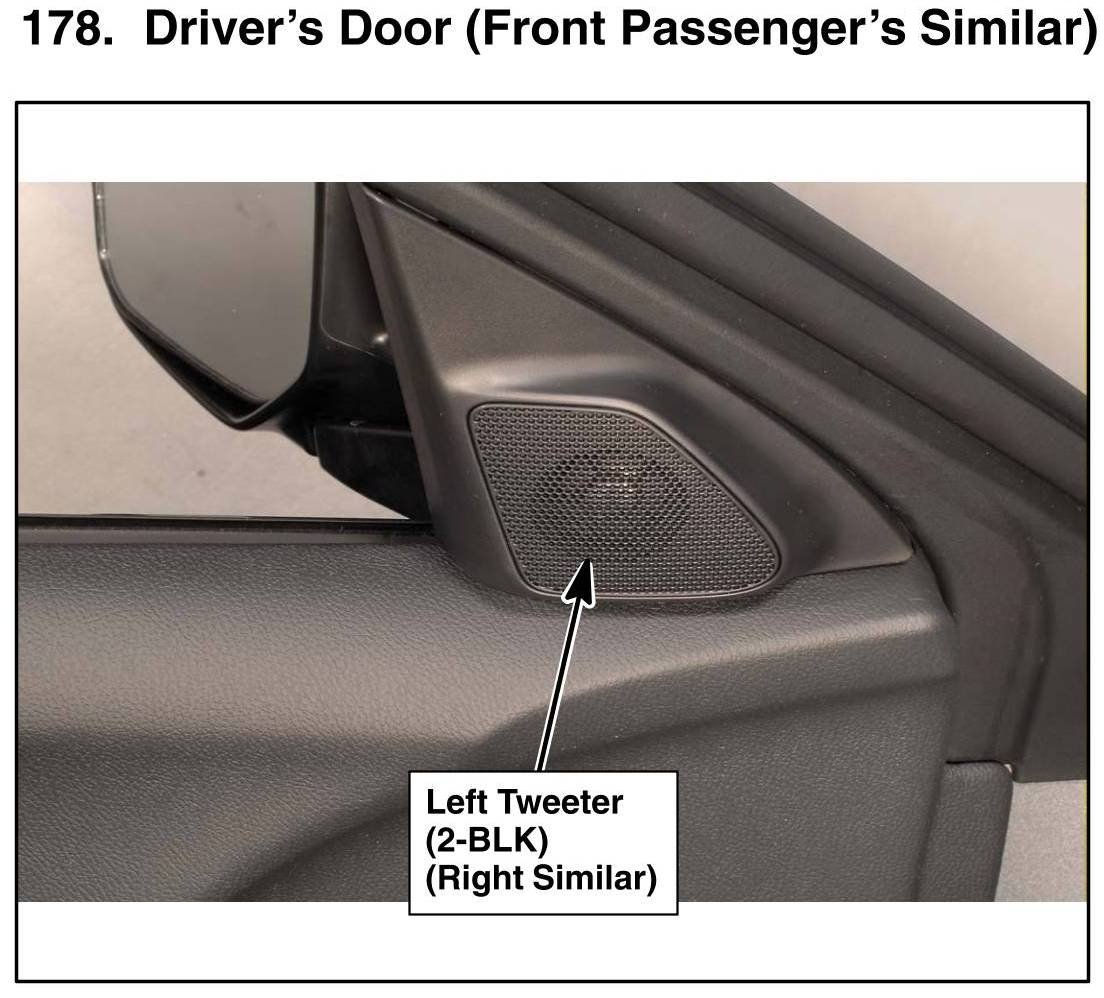 178. Driver’s Door (Front Passenger’s Similar)
Left Tweeter
(2-BLK)
(Right Similar)